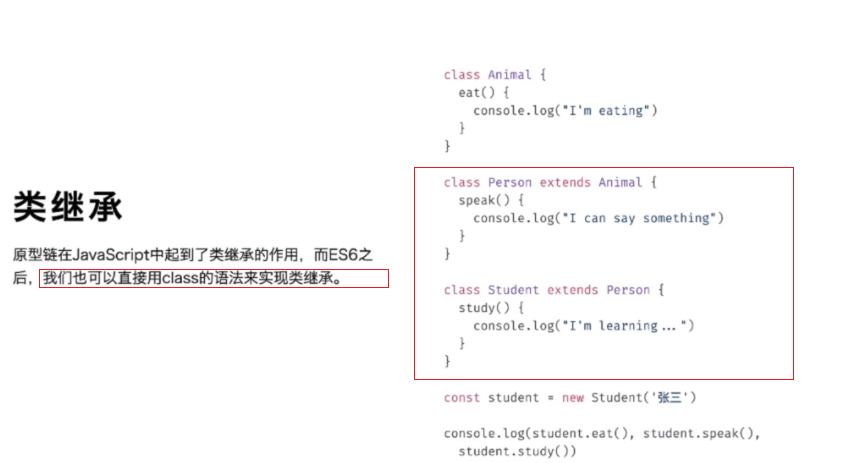 类继承
原型链在JavaScript中起到了类继承的作用，而ES6之
后，我们也可以直接用class的语法来实现类继承。
class Animal {
  eat() {
    console.log("I'm eating")
  }
}
class Person extends Animal {
  speak() {
    console.log("I can say something")
  }
}
class Student extends Person {
  study() {
    console.log("I'm learning...")
  }
}
const student = new Student('张三')
console.log(student.eat(), student.speak(),
  student.study())